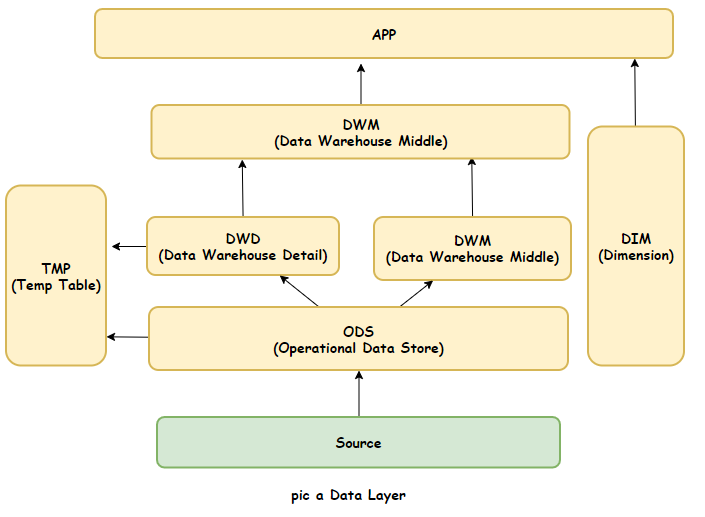 APP
DWM
(Data Warehouse Middle)
DWD
(Data Warehouse Detail)
DWM
(Data Warehouse Middle)
DIM
(Dimension)
TMP
(Temp Table)
ODS
(Operational Data Store)
Source
pic a Data Layer